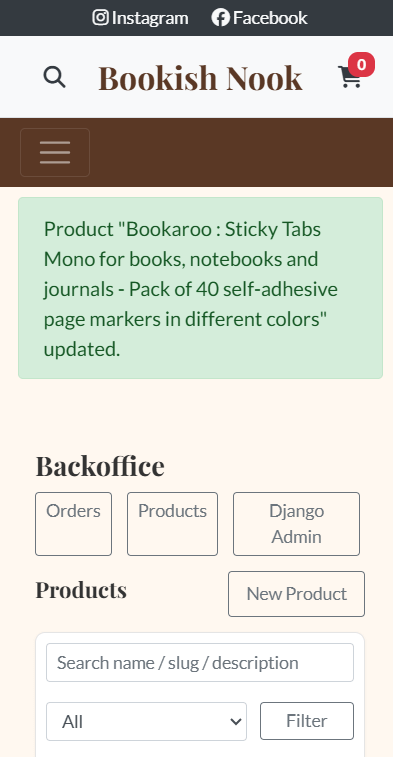 Instagram Facebook
Bookish Nook 0
Product "Bookaroo : Sticky Tabs
Mono for books, notebooks and
journals - Pack of 40 self-adhesive
page markers in different colors"
updated.
Backoffice
Orders Products Django
Admin
Products New Product
Search name / slug / description
All Filter